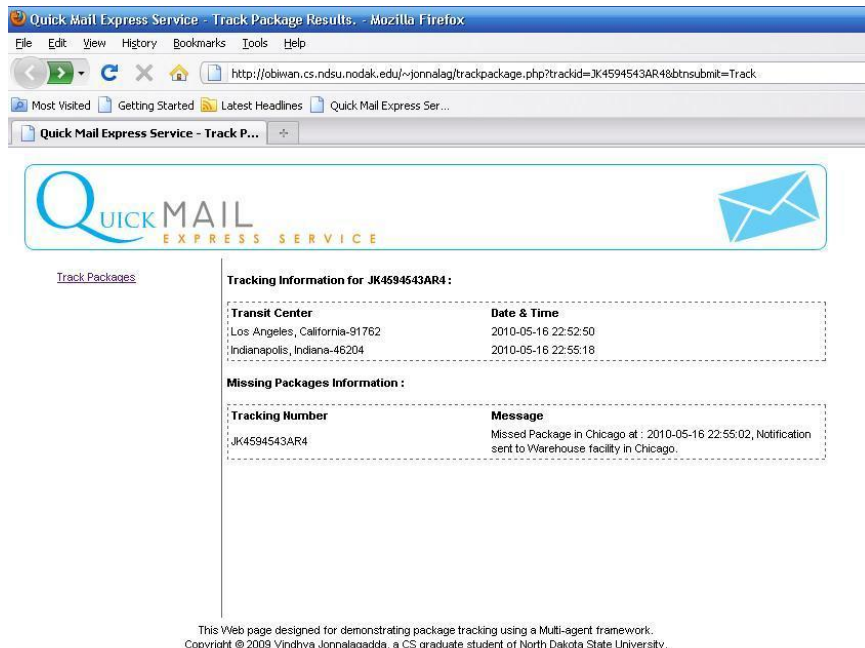 Quick Mail Express Service - Track Package Results. - Mozilla Firefox
File Edit View History Bookmarks Tools Help
http://obiwan.cs.ndsu.nodak.edu/~jonnalag/trackpackage.php?trackid=JK4594543AR4&btnsubmit=Track
Most Visited Getting Started Latest Headlines Quick Mail Express Ser...
Quick Mail Express Service - Track P...
QUICK MAIL
EXPRESS SERVICE
Track Packages
Tracking Information for JK4594543AR4 :
Transit Center Date & Time
Los Angeles, California-91762 2010-05-16 22:52:50
Indianapolis, Indiana-46204 2010-05-16 22:55:18
Missing Packages Information :
Tracking Number Message
JK4594543AR4 Missed Package in Chicago at : 2010-05-16 22:55:02, Notification
sent to Warehouse facility in Chicago.
This Web page designed for demonstrating package tracking using a Multi-agent framework.
Copyright © 2009 Vindhya Jonnalagadda, a CS graduate student of North Dakota State University.